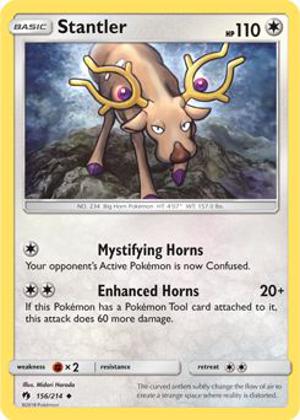 BASIC Stantler HP 110
NO. 234 Big Horn Pokémon HT: 4'07" WT: 157.0 lbs.
Mystifying Horns
Your opponent's Active Pokémon is now Confused.
Enhanced Horns 20+
If this Pokémon has a Pokémon Tool card attached to it,
this attack does 60 more damage.
weakness ×2 resistance retreat
Illus. Midori Harada
156/214
©2018 Pokémon
The curved antlers subtly change the flow of air to
create a strange space where reality is distorted.